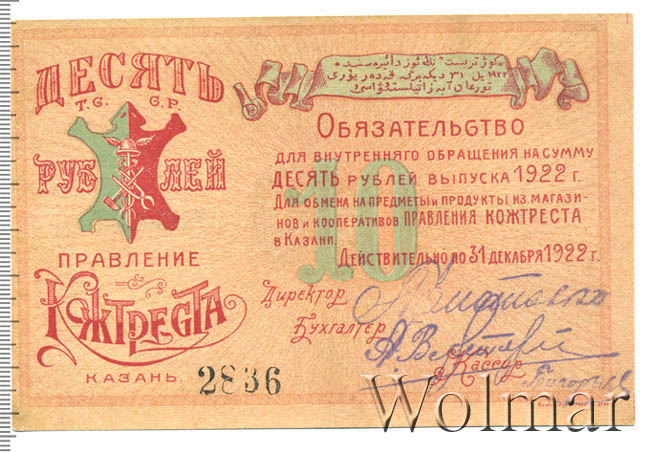 ДЕСЯТЬ
T.G. G.P.
РУБ ЛЕЙ
ПРАВЛЕНИЕ
КОЖТРЕСТА
КАЗАНЬ.
2836
ОБЯЗАТЕЛЬСТВО
ДЛЯ ВНУТРЕННЯГО ОБРАЩЕНИЯ НА СУММУ
ДЕСЯТЬ РУБЛЕЙ ВЫПУСКА 1922 Г.
ДЛЯ ОБМЕНА НА ПРЕДМЕТЫ И ПРОДУКТЫ ИЗ МАГАЗИ-
НОВ И КООПЕРАТИВОВ ПРАВЛЕНИЯ КОЖТРЕСТА
В КАЗАНИ. ДЕЙСТВИТЕЛЬНО ПО 31 ДЕКАБРЯ 1922 Г.
10
Директор
Бухгалтер
Кассир
Wolmar